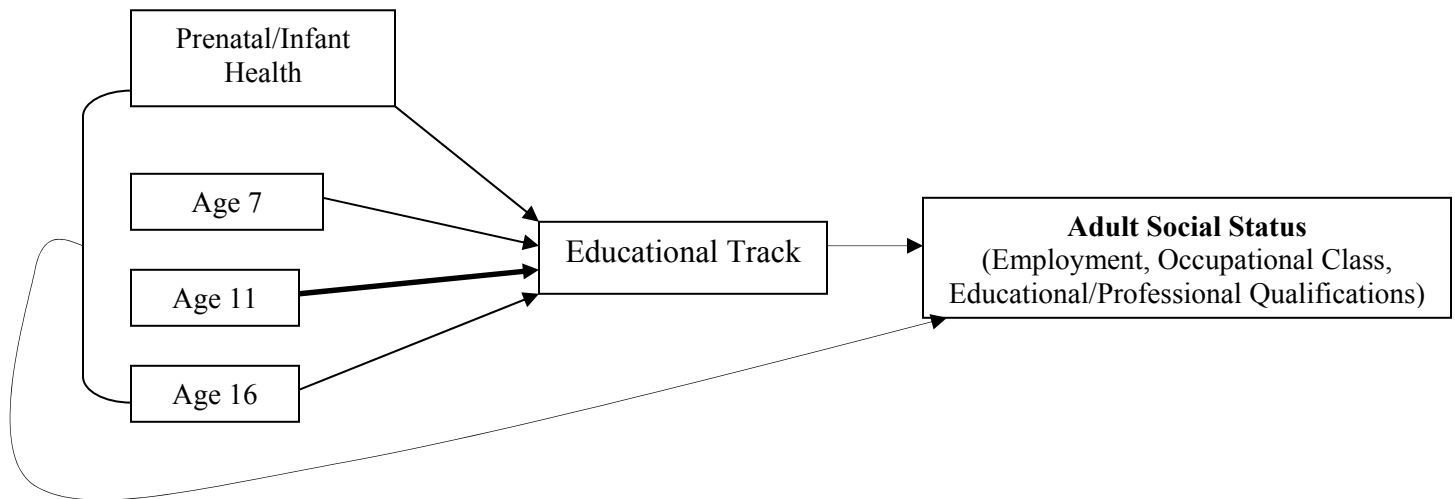 Prenatal/Infant
Health
Age 7
Age 11
Age 16
Educational Track
Adult Social Status
(Employment, Occupational Class,
Educational/Professional Qualifications)